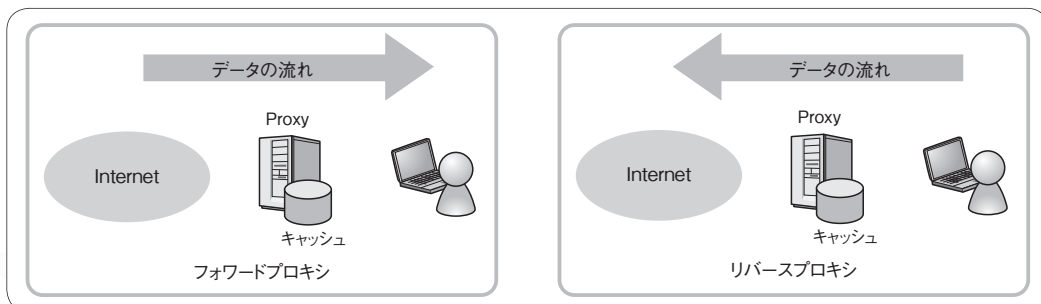 データの流れ
Proxy
Internet
キャッシュ
フォワードプロキシ
データの流れ
Proxy
Internet
キャッシュ
リバースプロキシ